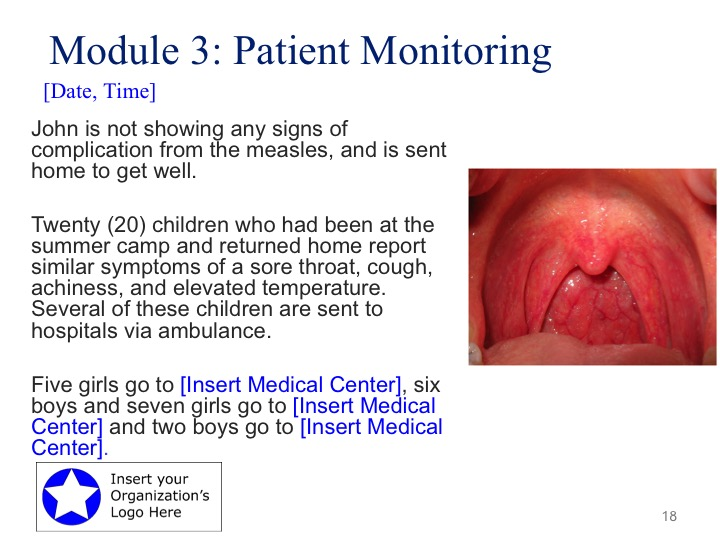 Module 3: Patient Monitoring
[Date, Time]
John is not showing any signs of
complication from the measles, and is sent
home to get well.
Twenty (20) children who had been at the
summer camp and returned home report
similar symptoms of a sore throat, cough,
achiness, and elevated temperature.
Several of these children are sent to
hospitals via ambulance.
Five girls go to [Insert Medical Center], six
boys and seven girls go to [Insert Medical
Center] and two boys go to [Insert Medical
Center].
Insert your
Organization's
Logo Here
18